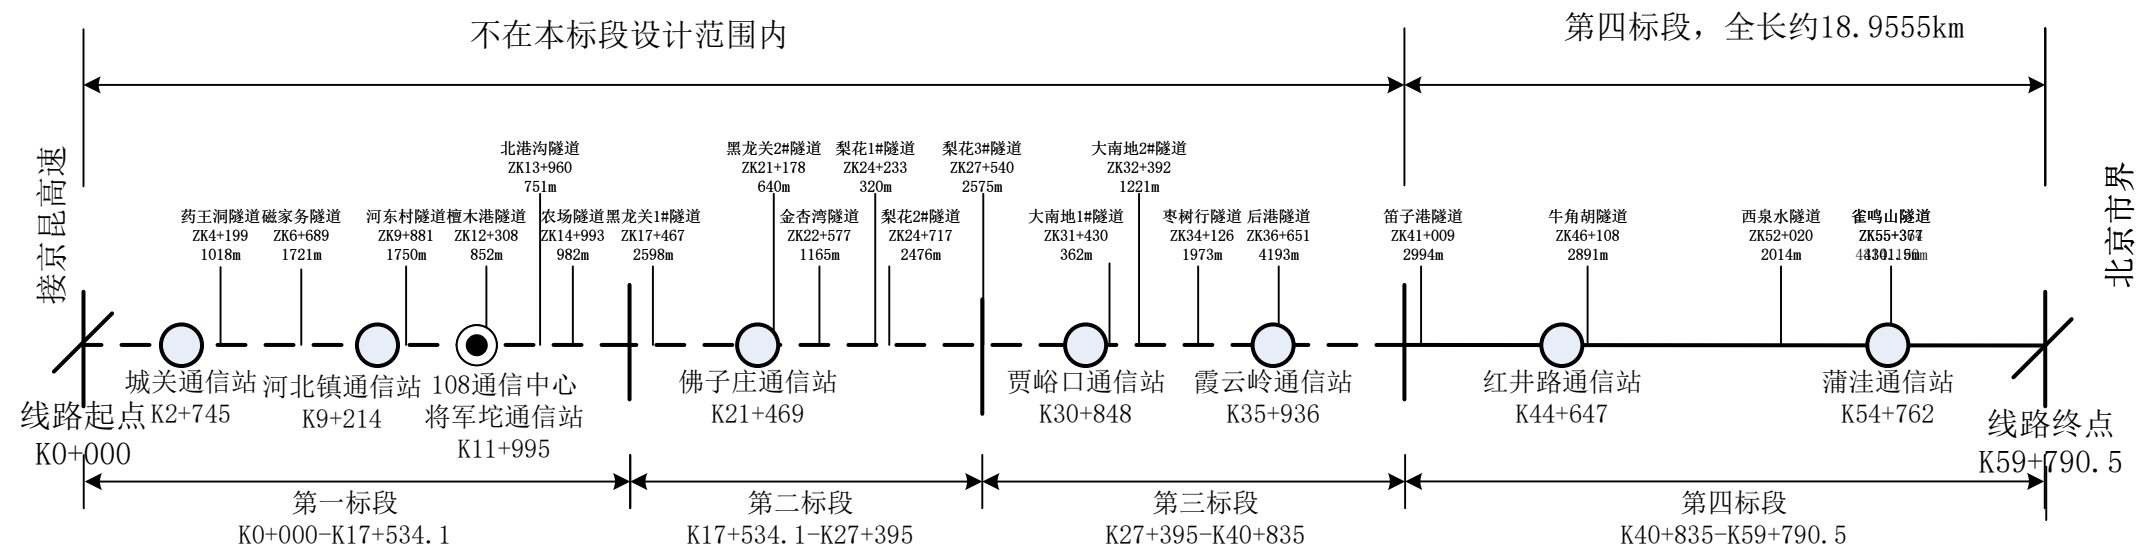 不在本标段设计范围内
第四标段，全长约18.9555km
接京昆高速
北京市界
北港沟隧道
ZK13+960
751m
黑龙关2#隧道
ZK21+178
640m
梨花1#隧道
ZK24+233
320m
梨花3#隧道
ZK27+540
2575m
大南地2#隧道
ZK32+392
1221m
药王洞隧道
ZK4+199
1018m
磁家务隧道
ZK6+689
1721m
河东村隧道
ZK9+881
1750m
檀木港隧道
ZK12+308
852m
农场隧道
ZK14+993
982m
黑龙关1#隧道
ZK17+467
2598m
金杏湾隧道
ZK22+577
1165m
梨花2#隧道
ZK24+717
2476m
大南地1#隧道
ZK31+430
362m
枣树行隧道
ZK34+126
1973m
后港隧道
ZK36+651
4193m
笛子港隧道
ZK41+009
2994m
牛角胡隧道
ZK46+108
2891m
西泉水隧道
ZK52+020
2014m
雀鸣山隧道
城关通信站
K2+745
河北镇通信站
K9+214
108通信中心
将军坨通信站
K11+995
佛子庄通信站
K21+469
贾峪口通信站
K30+848
霞云岭通信站
K35+936
红井路通信站
K44+647
蒲洼通信站
K54+762
线路起点
K0+000
线路终点
K59+790.5
第一标段
K0+000-K17+534.1
第二标段
K17+534.1-K27+395
第三标段
K27+395-K40+835
第四标段
K40+835-K59+790.5